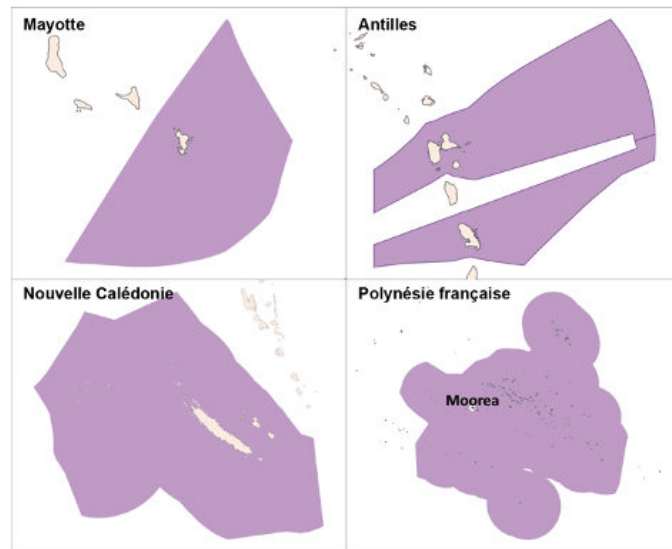 Mayotte
Antilles
Nouvelle Calédonie
Polynésie française
Moorea